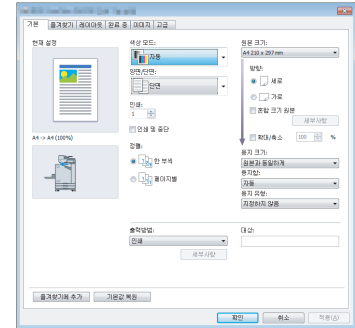 기본 즐겨찾기 레이아웃 완료 중 이미지 고급
현재 설정
A4 -> A4 (100%)
색상 모드:
자동
양면/단면:
단면
인쇄:
1
인쇄 및 중단
정렬:
한 부씩
페이지별
원본 크기:
A4 210 x 297 mm
방향:
세로
가로
혼합 크기 원본
세부사항
확대/축소 100 %
용지 크기:
원본과 동일하게
용지함:
자동
용지 유형:
지정하지 않음
출력방법:
인쇄
세부사항
대상:
즐겨찾기에 추가 기본값 복원
확인 취소 적용(A)